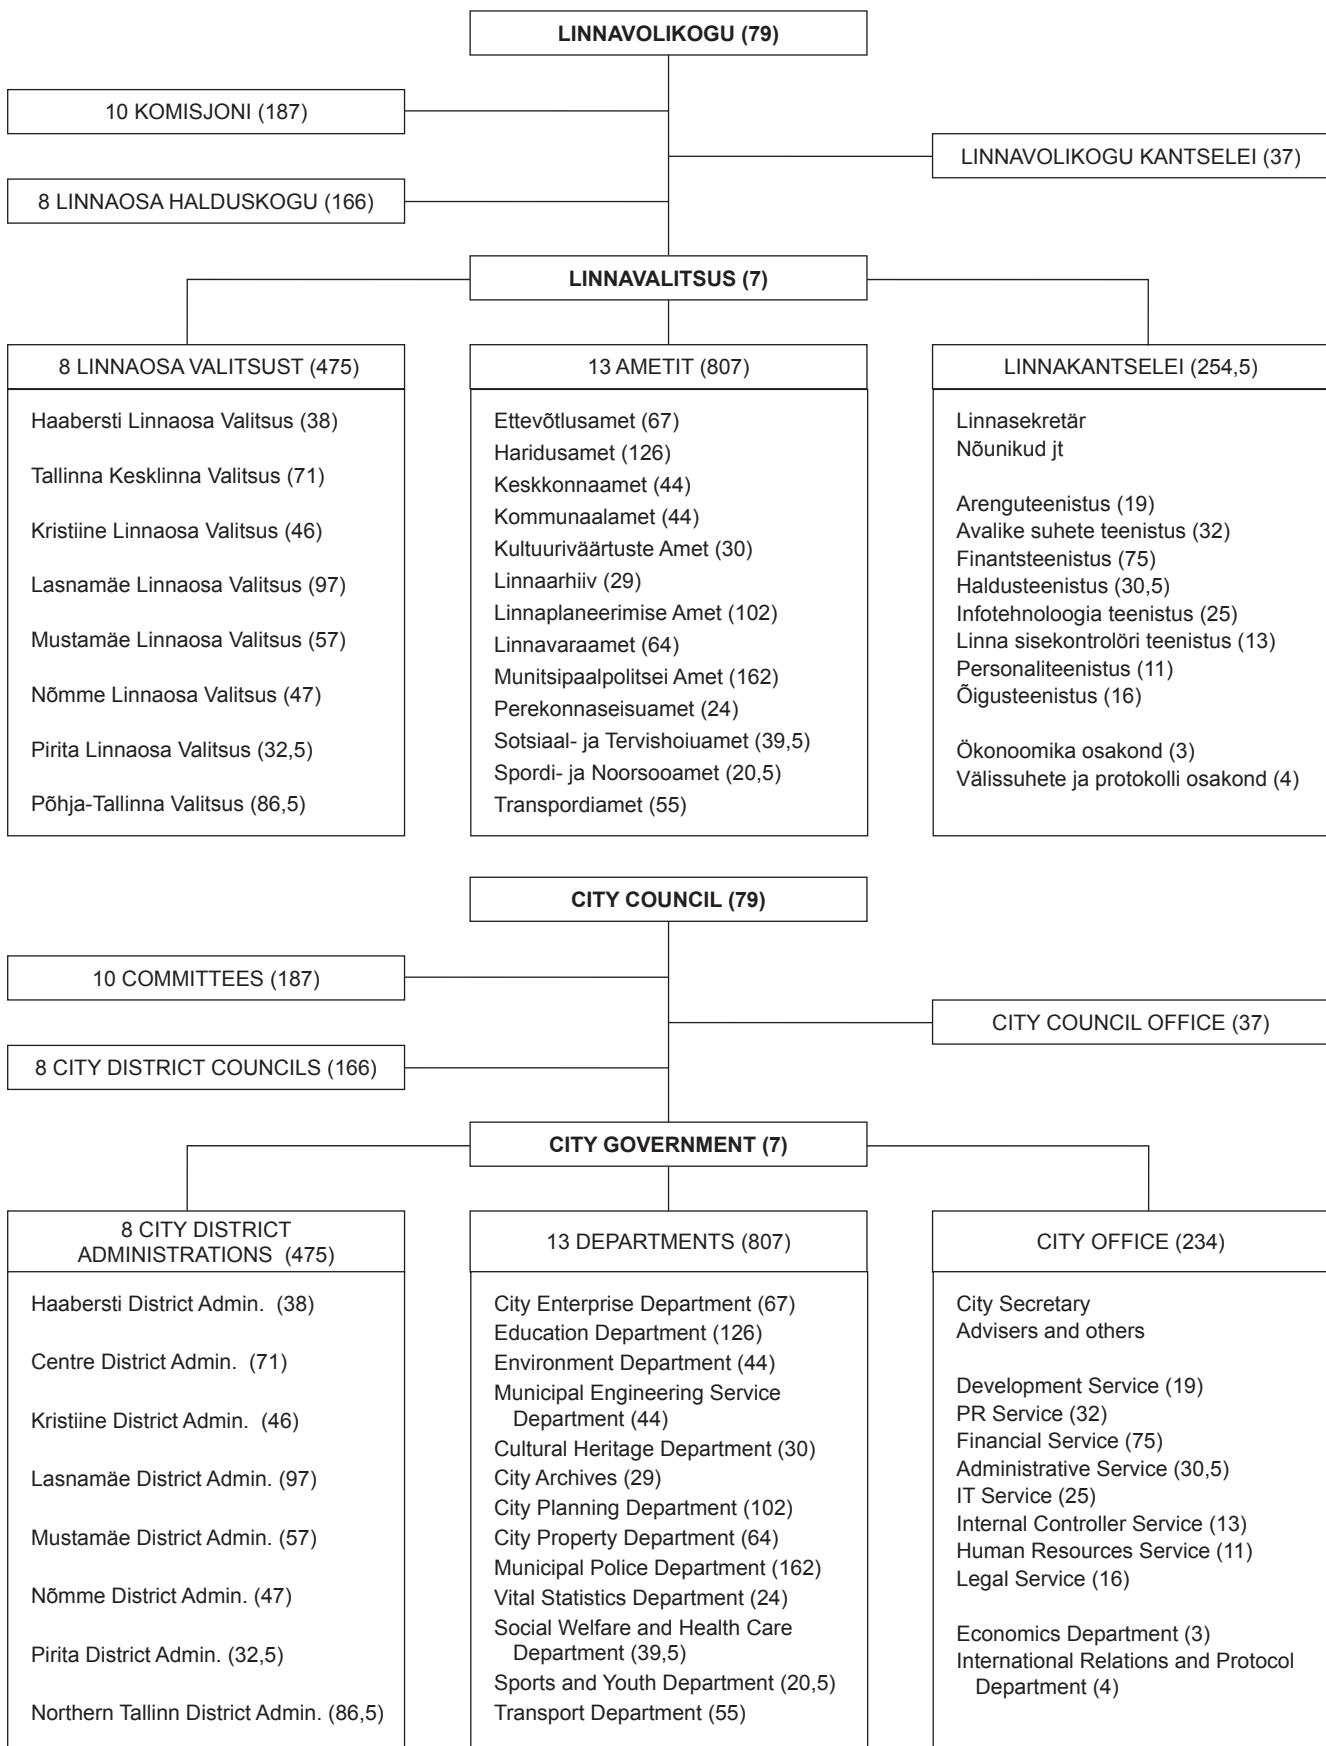 LINNAVOLIKOGU (79)
10 KOMISJONI (187)
LINNAVOLIKOGU KANTSELEI (37)
8 LINNAOSA HALDUSKOGU (166)
LINNAVALITSUS (7)
8 LINNAOSA VALITSUST (475)
Haabersti Linnaosa Valitsus (38)
Tallinna Kesklinna Valitsus (71)
Kristiine Linnaosa Valitsus (46)
Lasnamäe Linnaosa Valitsus (97)
Mustamäe Linnaosa Valitsus (57)
Nõmme Linnaosa Valitsus (47)
Pirita Linnaosa Valitsus (32,5)
Põhja-Tallinna Valitsus (86,5)
13 AMETIT (807)
Ettevõtlusamet (67)
Haridusamet (126)
Keskkonnaamet (44)
Kommunaalamet (44)
Kultuuriväärtuste Amet (30)
Linnaarhiiv (29)
Linnaplaneerimise Amet (102)
Linnavaraamet (64)
Munitsipaalpolitsei Amet (162)
Perekonnaseisuamet (24)
Sotsiaal- ja Tervishoiuamet (39,5)
Spordi- ja Noorsooamet (20,5)
Transpordiamet (55)
LINNAKANTSELEI (254,5)
Linnasekretär
Nõunikud jt
Arenguteenistus (19)
Avalike suhete teenistus (32)
Finantsteenistus (75)
Haldusteenistus (30,5)
Infotehnoloogia teenistus (25)
Linna sisekontrolöri teenistus (13)
Personaliteenistus (11)
Õigusteenistus (16)
Ökonoomika osakond (3)
Välissuhete ja protokolli osakond (4)
CITY COUNCIL (79)
10 COMMITTEES (187)
CITY COUNCIL OFFICE (37)
8 CITY DISTRICT COUNCILS (166)
CITY GOVERNMENT (7)
8 CITY DISTRICT
ADMINISTRATIONS (475)
Haabersti District Admin. (38)
Centre District Admin. (71)
Kristiine District Admin. (46)
Lasnamäe District Admin. (97)
Mustamäe District Admin. (57)
Nõmme District Admin. (47)
Pirita District Admin. (32,5)
Northern Tallinn District Admin. (86,5)
13 DEPARTMENTS (807)
City Enterprise Department (67)
Education Department (126)
Environment Department (44)
Municipal Engineering Service
Department (44)
Cultural Heritage Department (30)
City Archives (29)
City Planning Department (102)
City Property Department (64)
Municipal Police Department (162)
Vital Statistics Department (24)
Social Welfare and Health Care
Department (39,5)
Sports and Youth Department (20,5)
Transport Department (55)
CITY OFFICE (234)
City Secretary
Advisers and others
Development Service (19)
PR Service (32)
Financial Service (75)
Administrative Service (30,5)
IT Service (25)
Internal Controller Service (13)
Human Resources Service (11)
Legal Service (16)
Economics Department (3)
International Relations and Protocol
Department (4)